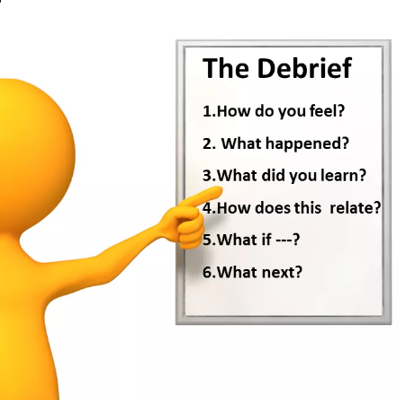 The Debrief
1.How do you feel?
2. What happened?
3.What did you learn?
4.How does this  relate?
5.What if ---?
6.What next?